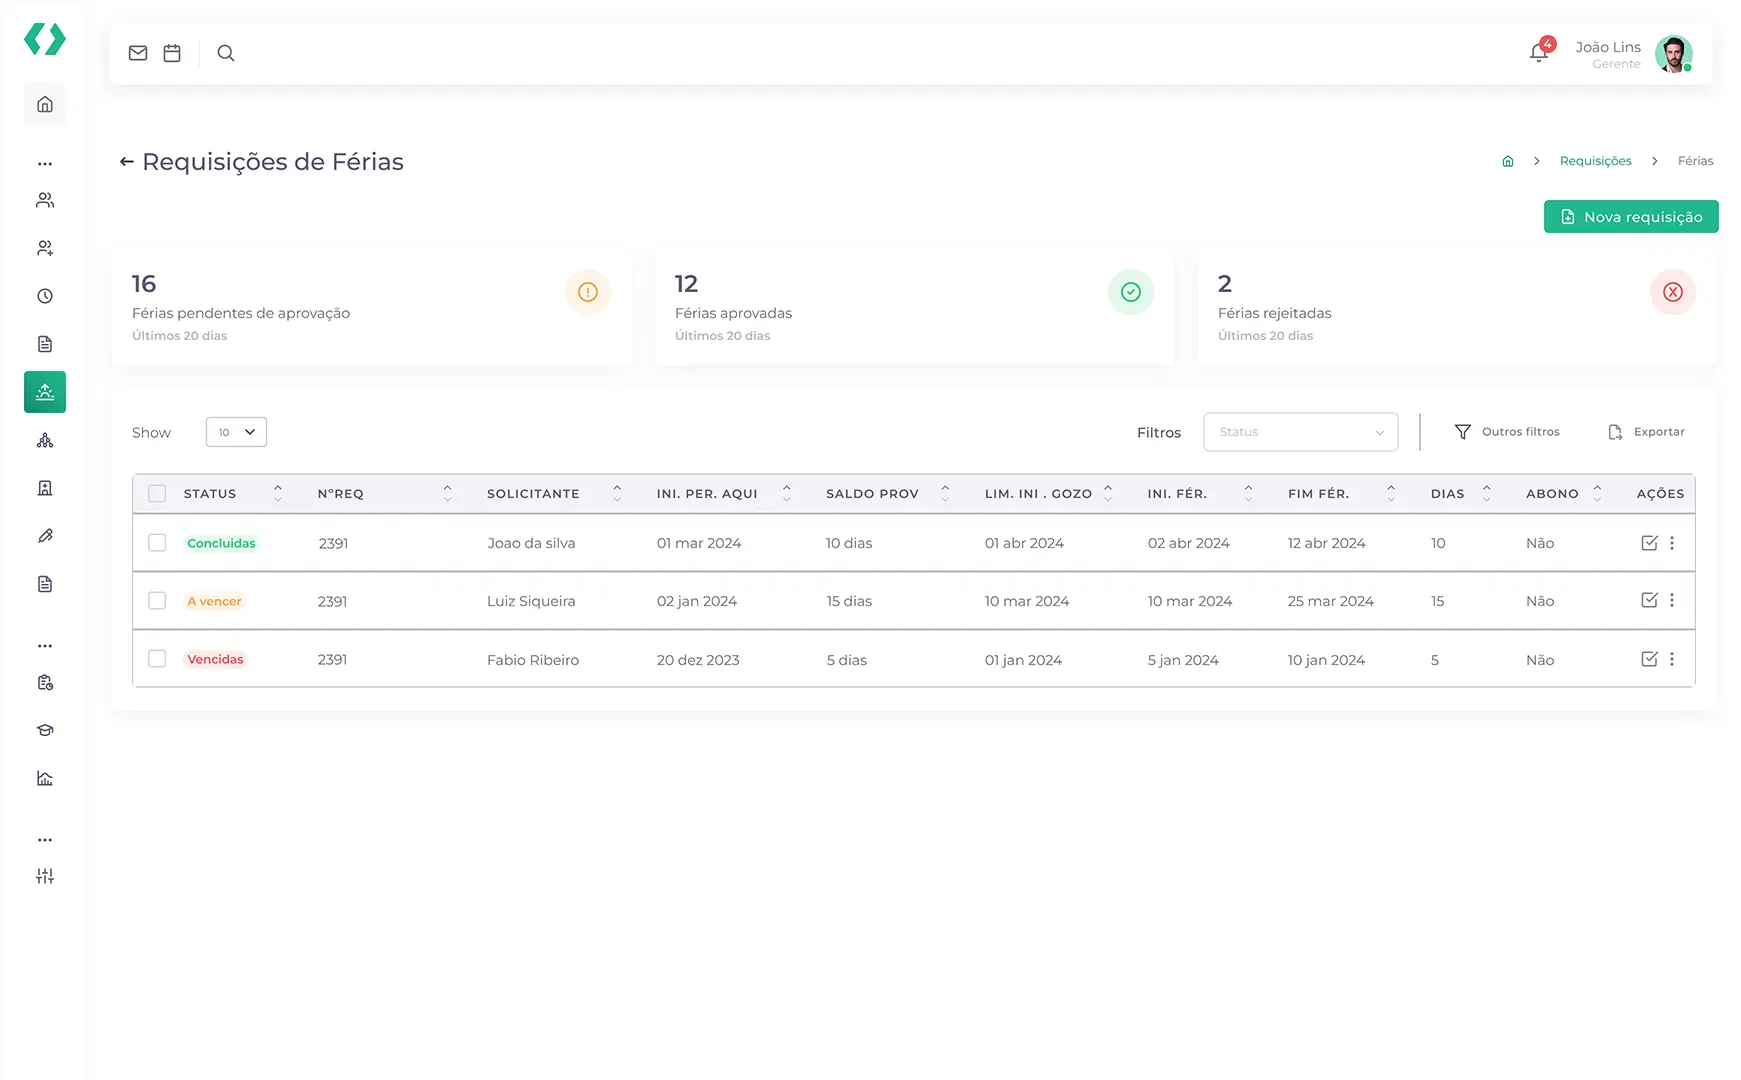 4
João Lins
Gerente
Requisições de Férias
Requisições
Férias
Nova requisição
16
Férias pendentes de aprovação
Últimos 20 dias
12
Férias aprovadas
Últimos 20 dias
2
Férias rejeitadas
Últimos 20 dias
Show 10 Filtros Status Outros filtros Exportar
STATUS NºREQ SOLICITANTE INI. PER. AQUI SALDO PROV LIM. INI . GOZO INI. FÉR. FIM FÉR. DIAS ABONO AÇÕES
Concluidas 2391 Joao da silva 01 mar 2024 10 dias 01 abr 2024 02 abr 2024 12 abr 2024 10 Não
A vencer 2391 Luiz Siqueira 02 jan 2024 15 dias 10 mar 2024 10 mar 2024 25 mar 2024 15 Não
Vencidas 2391 Fabio Ribeiro 20 dez 2023 5 dias 01 jan 2024 5 jan 2024 10 jan 2024 5 Não